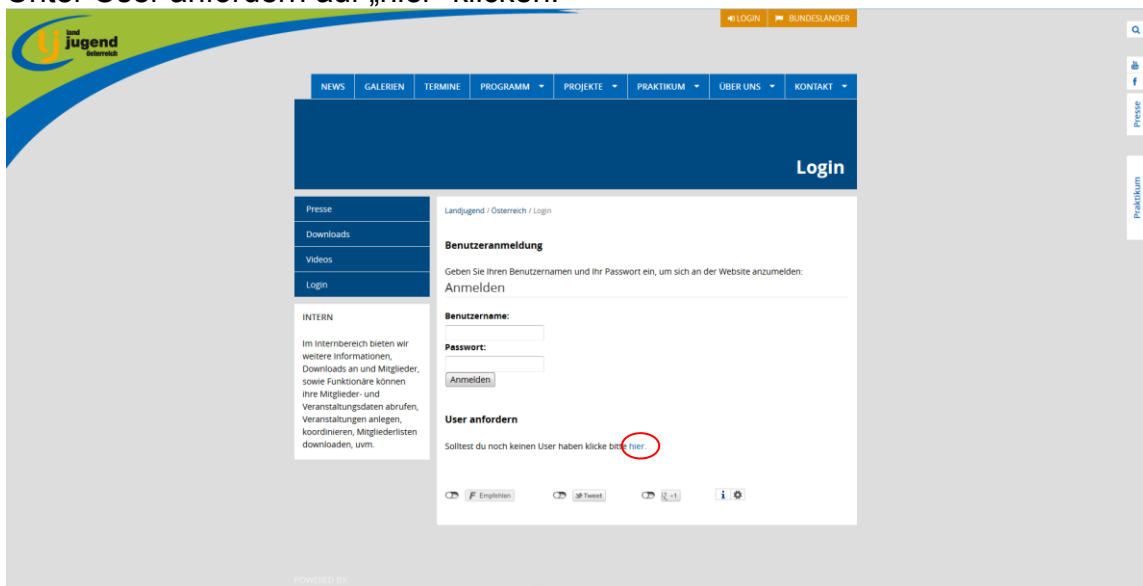 Unter User anfordern auf „hier" klicken.
LOGIN BUNDESLÄNDER
land
jugend
österreich
NEWS GALERIEN TERMINE PROGRAMM PROJEKTE PRAKTIKUM ÜBER UNS KONTAKT
Login
Presse
Downloads
Videos
Login
INTERN
Im Internbereich bieten wir
weitere Informationen,
Downloads an und Mitglieder,
sowie Funktionäre können
ihre Mitglieder- und
Veranstaltungsdaten abrufen,
Veranstaltungen anlegen,
koordinieren, Mitgliederlisten
downloaden, uvm.
Landjugend / Österreich / Login
Benutzeranmeldung
Geben Sie Ihren Benutzernamen und Ihr Passwort ein, um sich an der Website anzumelden:
Anmelden
Benutzername:
Passwort:
Anmelden
User anfordern
Solltest du noch keinen User haben klicke bitte hier.
Empfehlen Tweet +1
Presse
Praktikum
POWERED BY